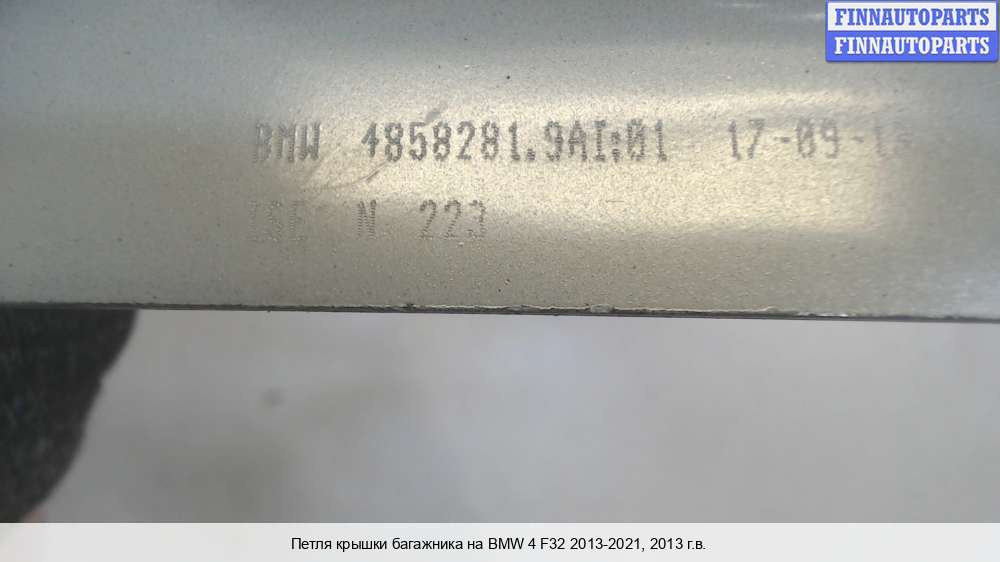 FINNAUTOPARTS
FINNAUTOPARTS
BMW 4858281.9AI:01 17-09-1
ISE N 223
Петля крышки багажника на BMW 4 F32 2013-2021, 2013 г.в.